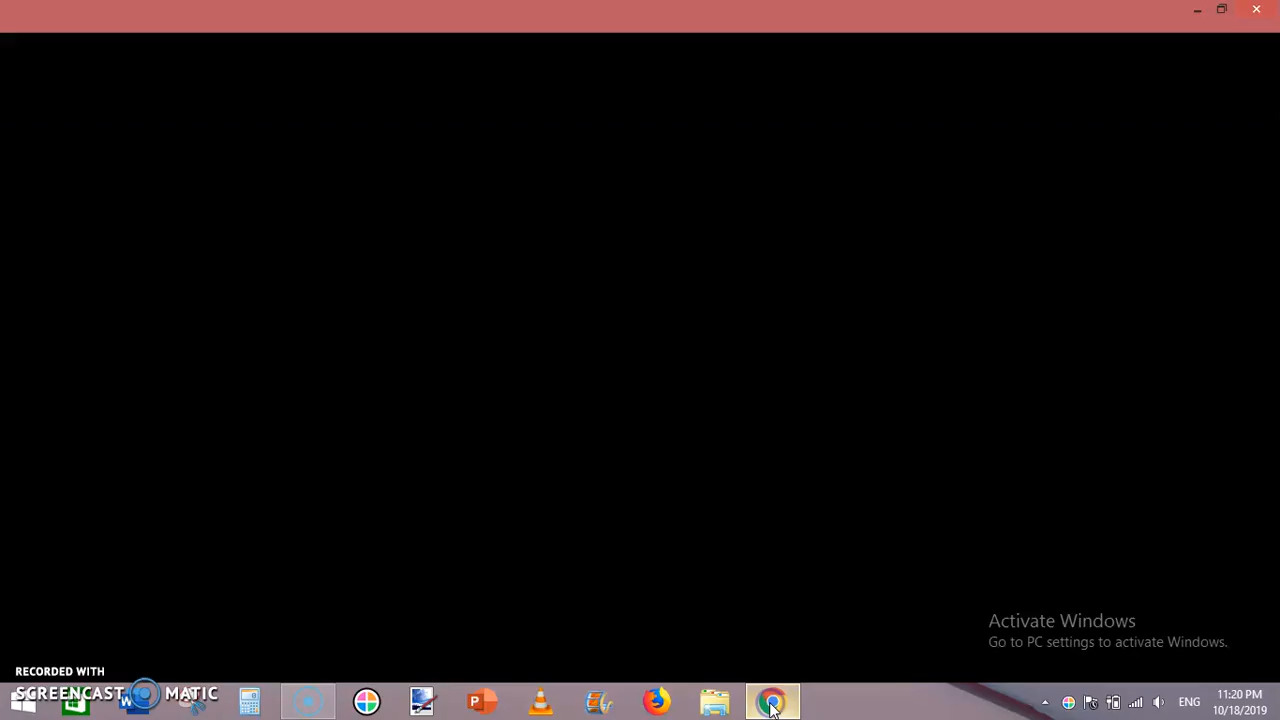 Activate Windows
Go to PC settings to activate Windows.
RECORDED WITH
SCREENCAST MATIC
W
P
ENG
11:20 PM
10/18/2019